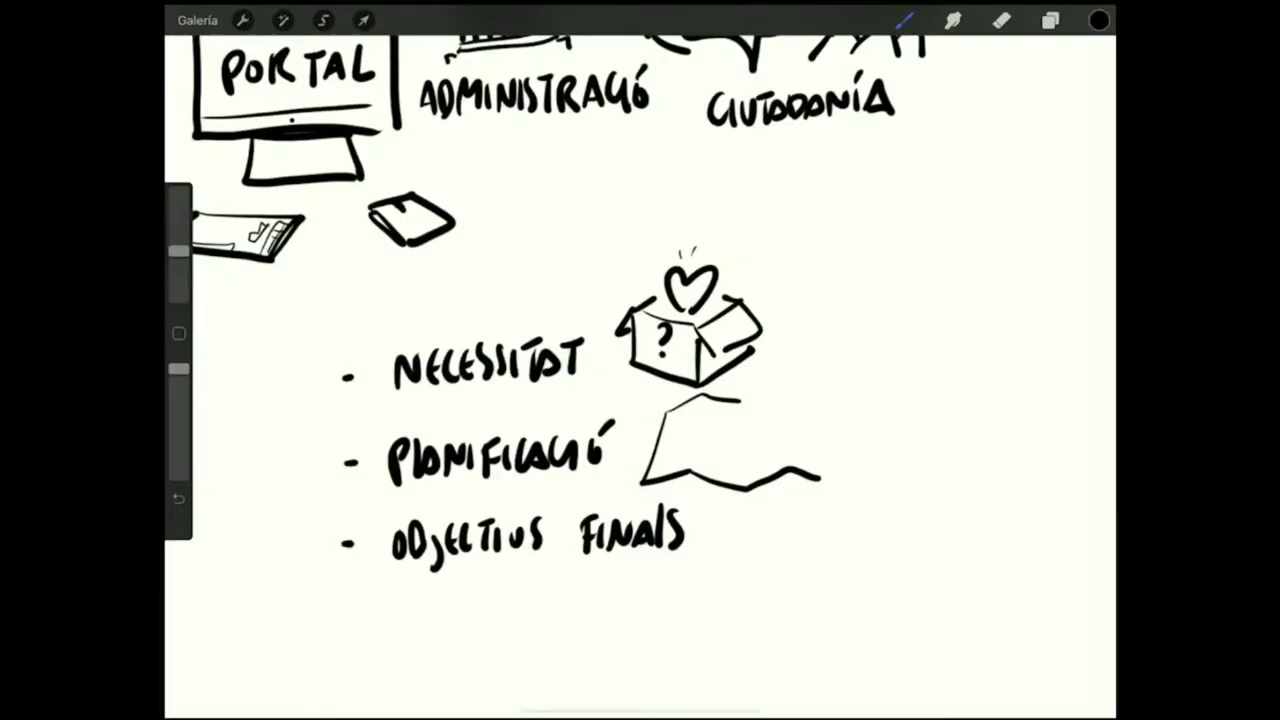 Galería
PORTAL
ADMINISTRACIÓ
CIUTADANÍA
- NECESSITAT
?
- PLANIFICACIÓ
- OBJECTIUS FINALS